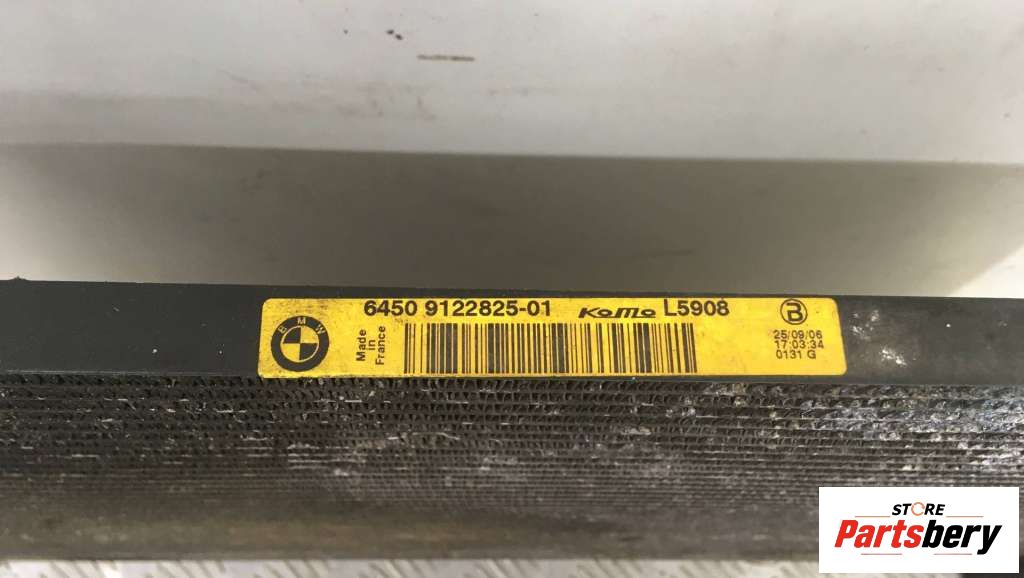 6450 9122825-01 KoMo L5908
B
BMW
Made
in
France
25/09/06
17:03:34
0131 G
STORE
Partsbery